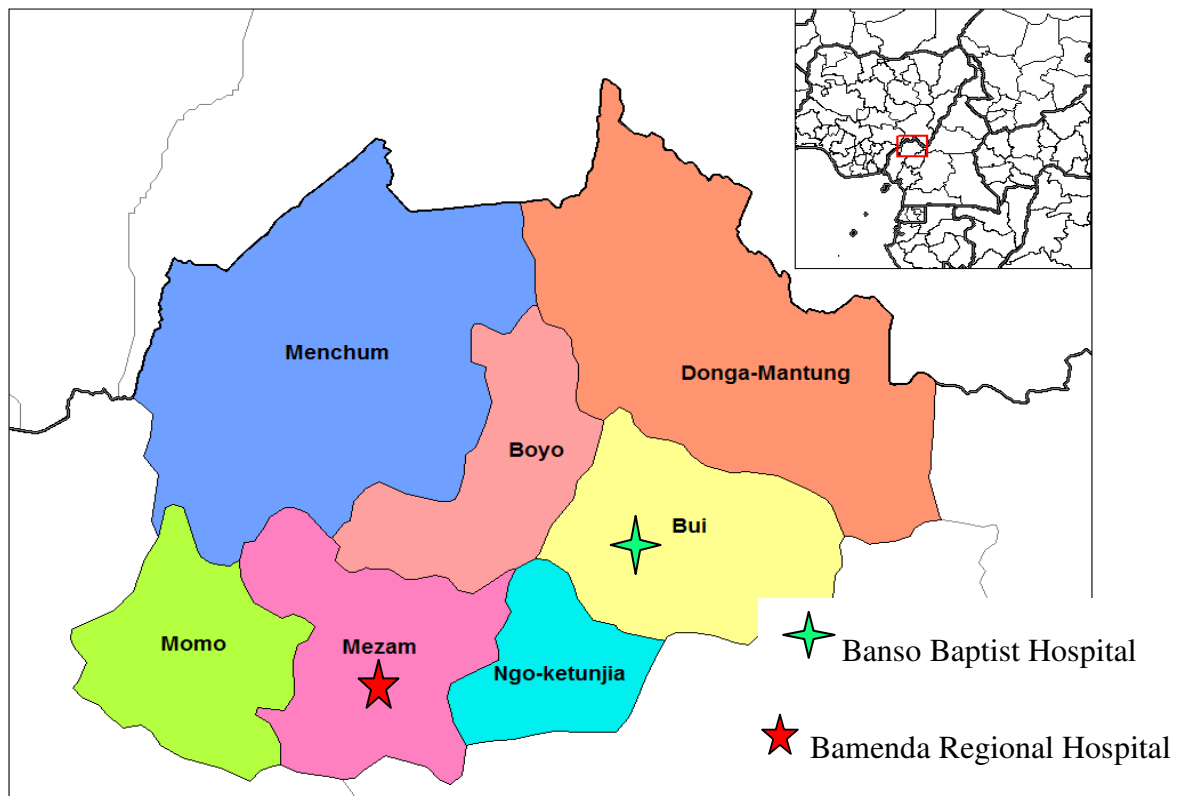 Menchum
Donga-Mantung
Boyo
Bui
Momo
Mezam
Ngo-ketunjia
Banso Baptist Hospital
Bamenda Regional Hospital